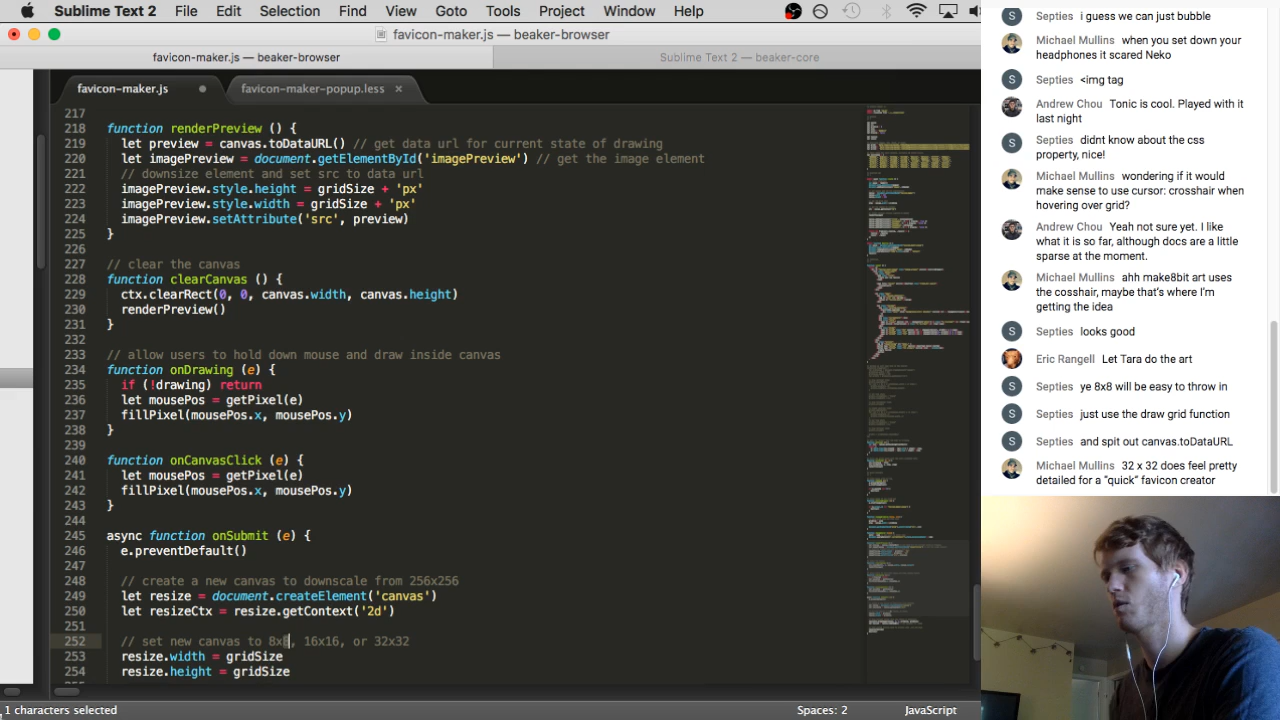 Sublime Text 2 File Edit Selection Find View Goto Tools Project Window Help
favicon-maker.js — beaker-browser
favicon-maker.js — beaker-browser
Sublime Text 2 — beaker-core
favicon-maker.js
favicon-maker-popup.less ×
217
218 function renderPreview () {
219 let preview = canvas.toDataURL() // get data url for current state of drawing
220 let imagePreview = document.getElementById('imagePreview') // get the image element
221 // downsize element and set src to data url
222 imagePreview.style.height = gridSize + 'px'
223 imagePreview.style.width = gridSize + 'px'
224 imagePreview.setAttribute('src', preview)
225 }
226
227 // clear the canvas
228 function clearCanvas () {
229 ctx.clearRect(0, 0, canvas.width, canvas.height)
230 renderPreview()
231 }
232
233 // allow users to hold down mouse and draw inside canvas
234 function onDrawing (e) {
235 if (!drawing) return
236 let mousePos = getPixel(e)
237 fillPixel(mousePos.x, mousePos.y)
238 }
239
240 function onCanvasClick (e) {
241 let mousePos = getPixel(e)
242 fillPixel(mousePos.x, mousePos.y)
243 }
244
245 async function onSubmit (e) {
246 e.preventDefault()
247
248 // create a new canvas to downscale from 256x256
249 let resize = document.createElement('canvas')
250 let resizeCtx = resize.getContext('2d')
251
252 // set new canvas to 8x8, 16x16, or 32x32
253 resize.width = gridSize
254 resize.height = gridSize
1 characters selected
Spaces: 2
JavaScript
S Septies i guess we can just bubble
Michael Mullins when you set down your
headphones it scared Neko
S Septies <img tag
Andrew Chou Tonic is cool. Played with it
last night
S Septies didnt know about the css
property, nice!
Michael Mullins wondering if it would
make sense to use cursor: crosshair when
hovering over grid?
Andrew Chou Yeah not sure yet. I like
what it is so far, although docs are a little
sparse at the moment.
Michael Mullins ahh make8bit art uses
the cosshair, maybe that's where I'm
getting the idea
S Septies looks good
Eric Rangell Let Tara do the art
S Septies ye 8x8 will be easy to throw in
S Septies just use the draw grid function
S Septies and spit out canvas.toDataURL
Michael Mullins 32 x 32 does feel pretty
detailed for a "quick" favicon creator